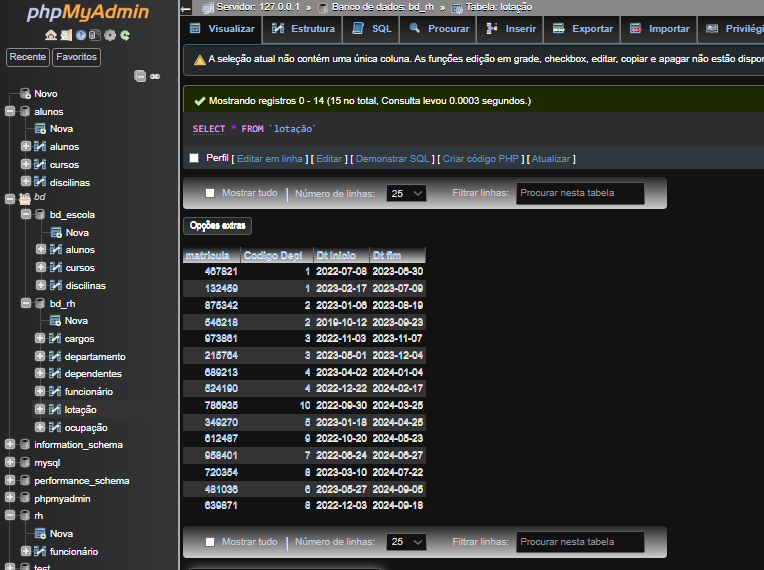 phpMyAdmin
Recente Favoritos
Novo
alunos
Nova
alunos
cursos
discilinas
bd
bd_escola
Nova
alunos
cursos
discilinas
bd_rh
Nova
cargos
departamento
dependentes
funcionário
lotação
ocupação
information_schema
mysql
performance_schema
phpmyadmin
rh
Nova
funcionário
test
Servidor: 127.0.0.1 » Banco de dados: bd_rh » Tabela: lotação
Visualizar Estrutura SQL Procurar Inserir Exportar Importar Privilégi
A seleção atual não contém uma única coluna. As funções edição em grade, checkbox, editar, copiar e apagar não estão dispon
Mostrando registros 0 - 14 (15 no total, Consulta levou 0.0003 segundos.)
SELECT * FROM `lotação`
Perfil [ Editar em linha ] [ Editar ] [ Demonstrar SQL ] [ Criar código PHP ] [ Atualizar ]
Mostrar tudo | Número de linhas: 25 Filtrar linhas: Procurar nesta tabela
Opções extras
matricula Codigo Dept Dt inicio Dt fim
467821 1 2022-07-08 2023-06-30
132459 1 2023-02-17 2023-07-09
875342 2 2023-01-06 2023-08-19
546218 2 2019-10-12 2023-09-23
973861 3 2022-11-03 2023-11-07
215764 3 2023-05-01 2023-12-04
689213 4 2023-04-02 2024-01-04
524190 4 2022-12-22 2024-02-17
786935 10 2022-09-30 2024-03-25
349270 5 2023-01-18 2024-04-25
612487 9 2022-10-20 2024-05-23
958401 7 2022-06-24 2024-06-27
720354 8 2023-03-10 2024-07-22
481036 6 2023-05-27 2024-09-05
639871 8 2022-12-03 2024-09-18
Mostrar tudo | Número de linhas: 25 Filtrar linhas: Procurar nesta tabela